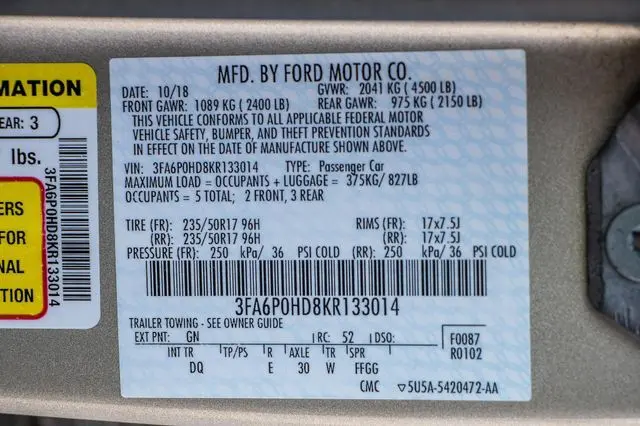 MFD. BY FORD MOTOR CO.
DATE: 10/18 GVWR: 2041 KG ( 4500 LB)
FRONT GAWR: 1089 KG ( 2400 LB) REAR GAWR: 975 KG ( 2150 LB)
THIS VEHICLE CONFORMS TO ALL APPLICABLE FEDERAL MOTOR
VEHICLE SAFETY, BUMPER, AND THEFT PREVENTION STANDARDS
IN EFFECT ON THE DATE OF MANUFACTURE SHOWN ABOVE.
VIN: 3FA6P0HD8KR133014 TYPE: Passenger Car
MAXIMUM LOAD = OCCUPANTS + LUGGAGE = 375KG/ 827LB
OCCUPANTS = 5 TOTAL; 2 FRONT, 3 REAR
TIRE (FR): 235/50R17 96H RIMS (FR): 17x7.5J
(RR): 235/50R17 96H (RR): 17x7.5J
PRESSURE (FR): 250 kPa/ 36 PSI COLD (RR): 250 kPa/ 36 PSI COLD
3FA6P0HD8KR133014
TRAILER TOWING - SEE OWNER GUIDE
EXT PNT: GN RC: 52 DSO: F0087
R0102
INT TR TP/PS R AXLE TR SPR
DQ E 30 W FFGG
CMC 5U5A-5420472-AA
MATION
EAR: 3
lbs.
3FA6P0HD8KR133014
ERS
FOR
NAL
TION